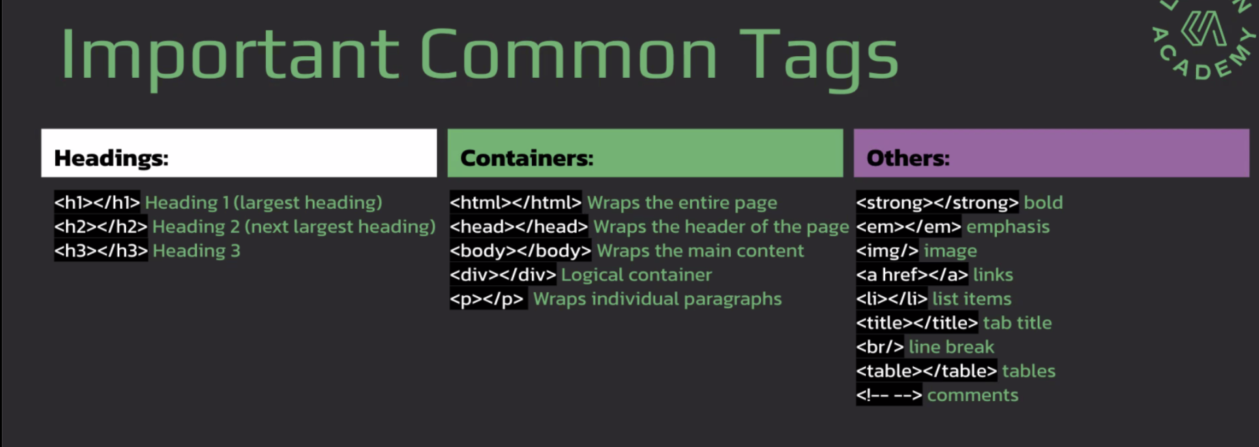 Important Common Tags
ACADEMY
Headings:
<h1></h1> Heading 1 (largest heading)
<h2></h2> Heading 2 (next largest heading)
<h3></h3> Heading 3
Containers:
<html></html> Wraps the entire page
<head></head> Wraps the header of the page
<body></body> Wraps the main content
<div></div> Logical container
<p></p> Wraps individual paragraphs
Others:
<strong></strong> bold
<em></em> emphasis
<img/> image
<a href></a> links
<li></li> list items
<title></title> tab title
<br/> line break
<table></table> tables
<!-- --> comments